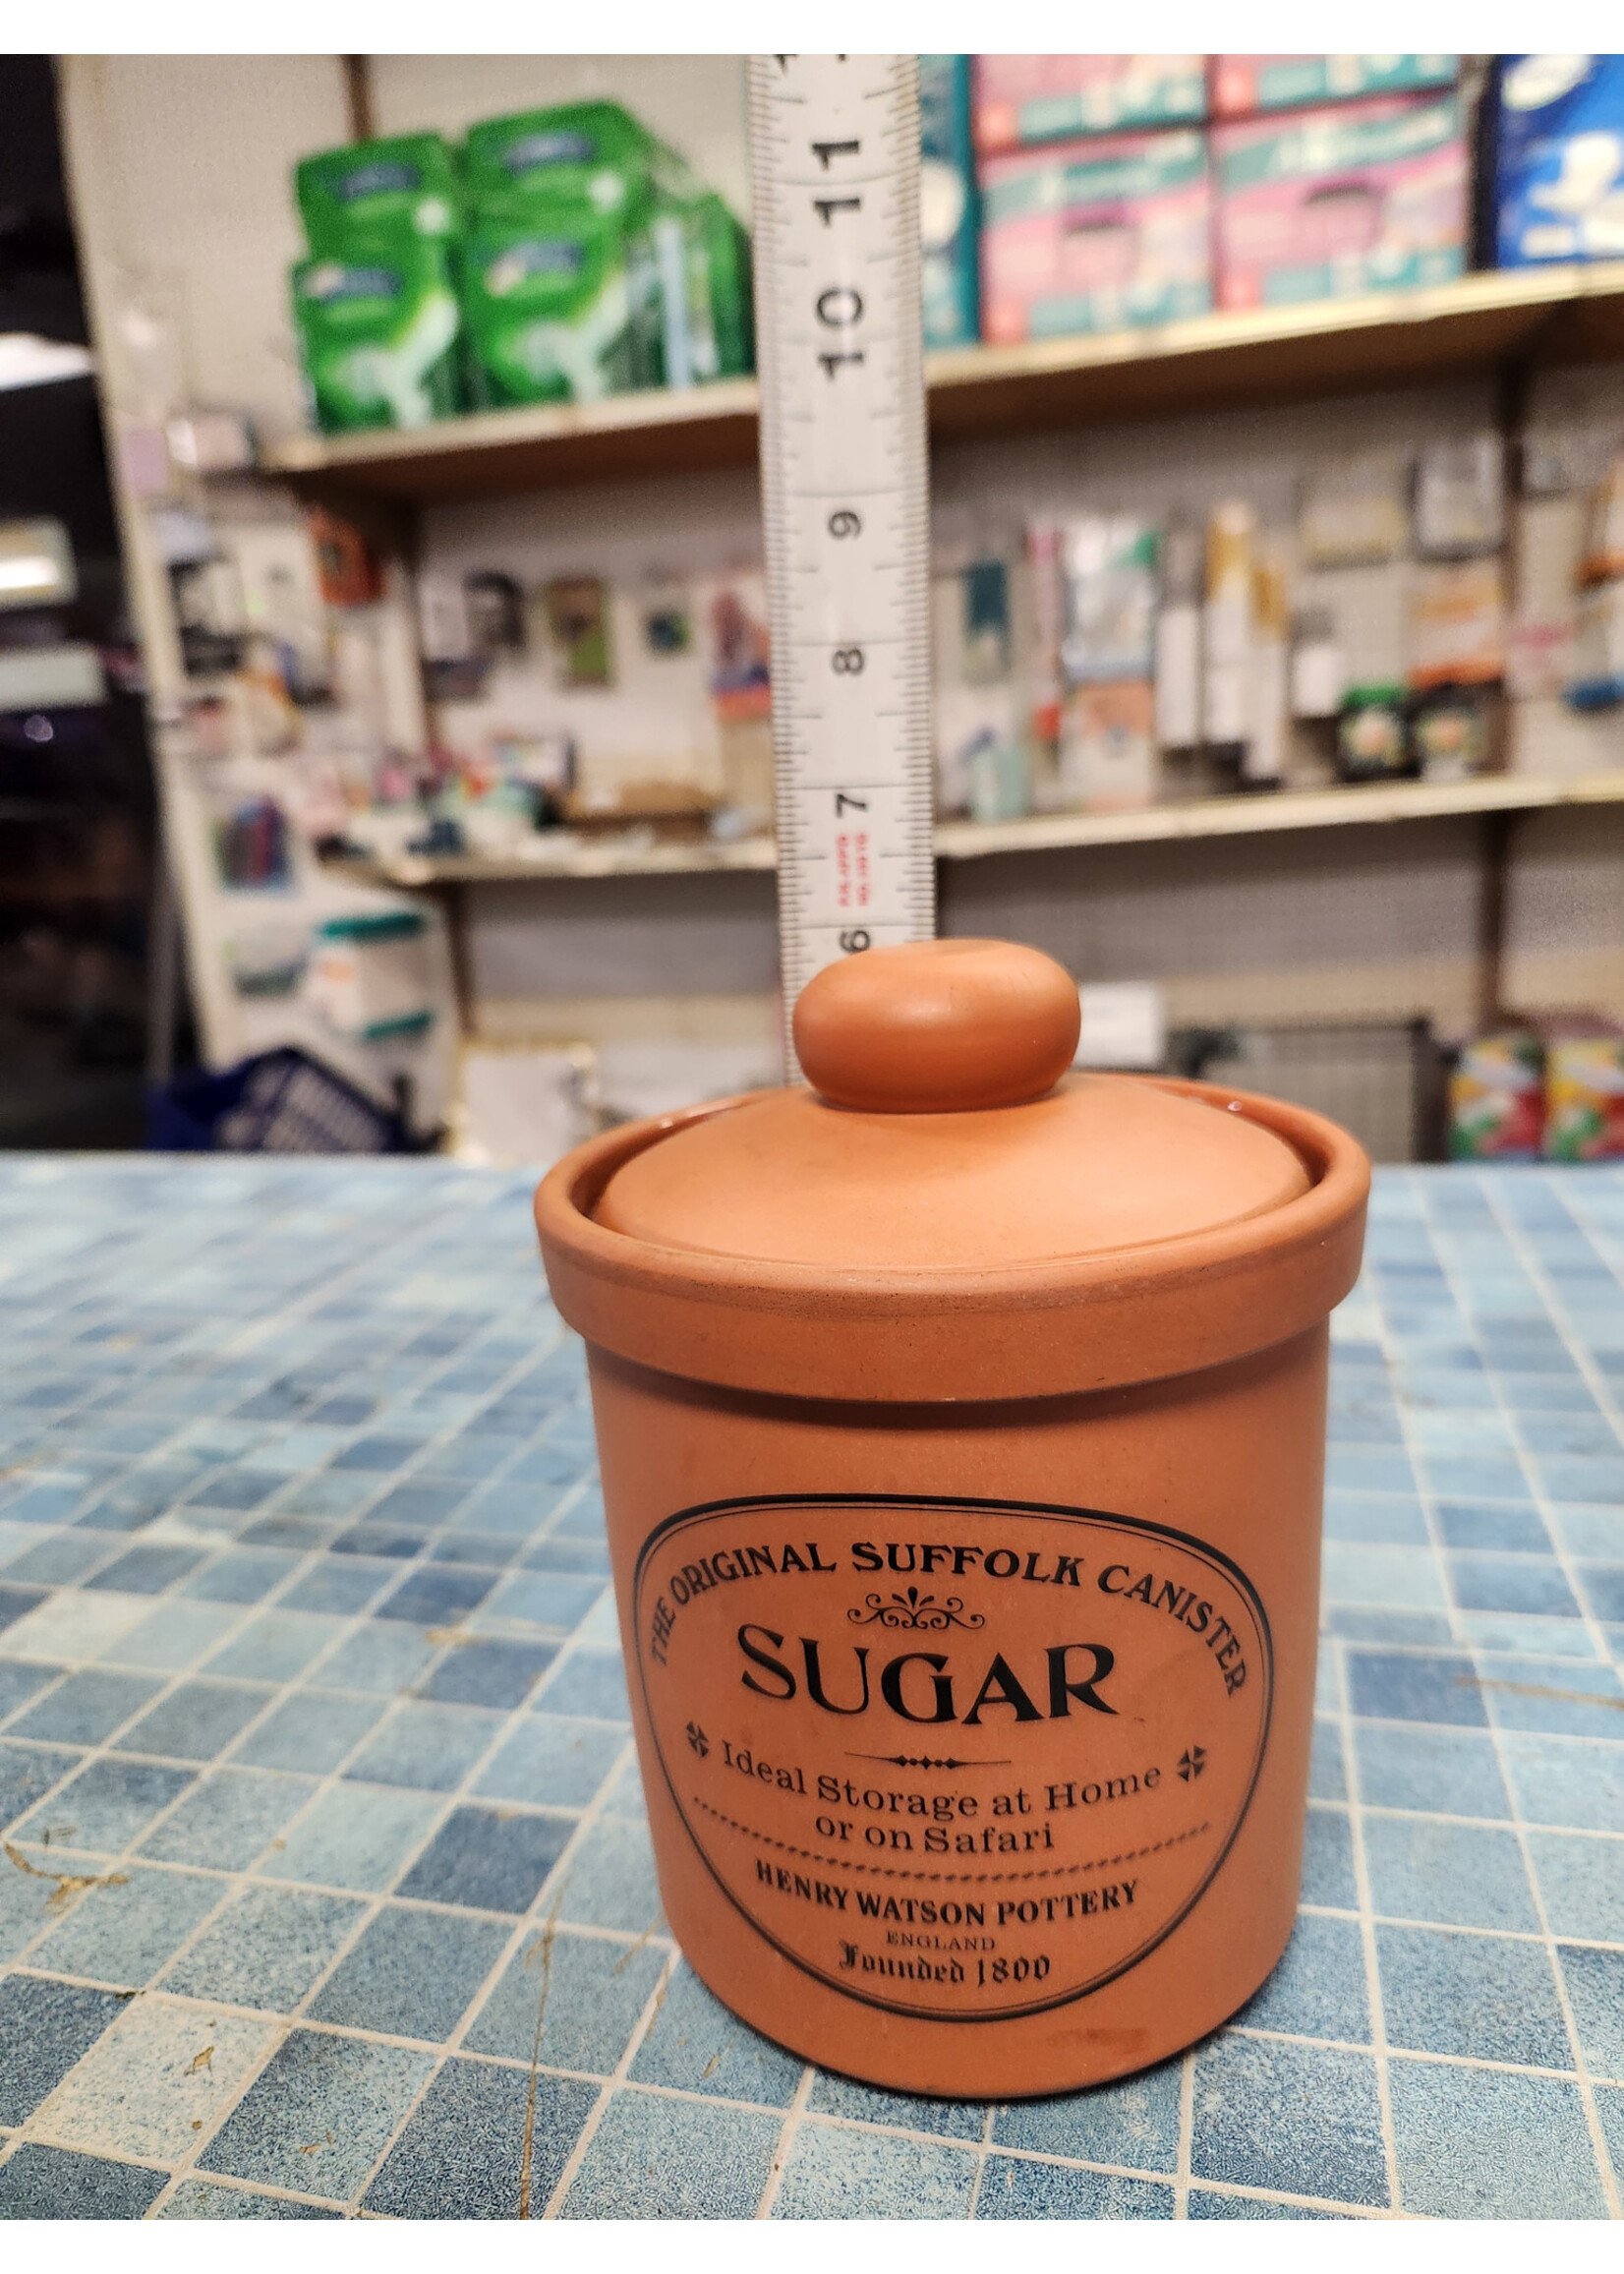 11
10
9
8
7
6
THE ORIGINAL SUFFOLK CANISTER
SUGAR
Ideal Storage at Home
or on Safari
HENRY WATSON POTTERY
ENGLAND
Founded 1800